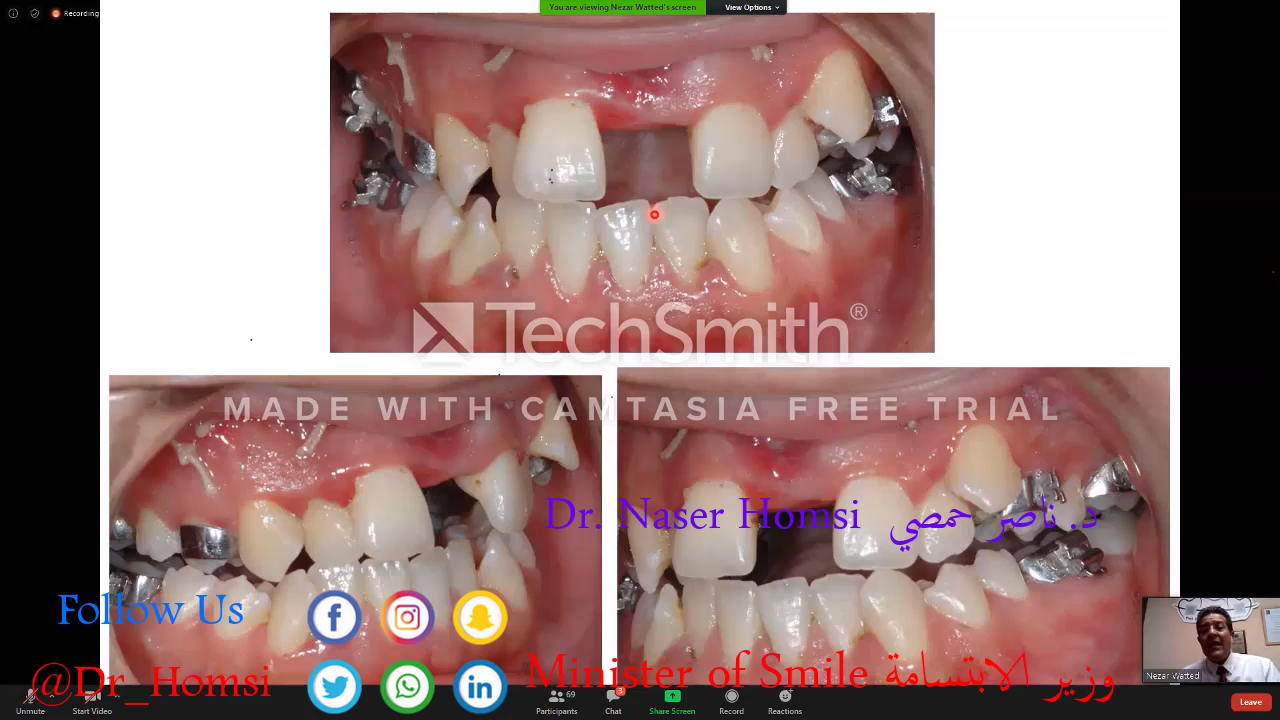 Recording
You are viewing Nezar Watted's screen
View Options
TechSmith®
MADE WITH CAMTASIA FREE TRIAL
Dr. Naser Homsi د. ناصر حمصي
Follow Us
@Dr_Homsi
Minister of Smile وزير الابتسامة
Nezar Watted
Unmute
Start Video
Participants
69
Chat
3
Share Screen
Record
Reactions
Leave